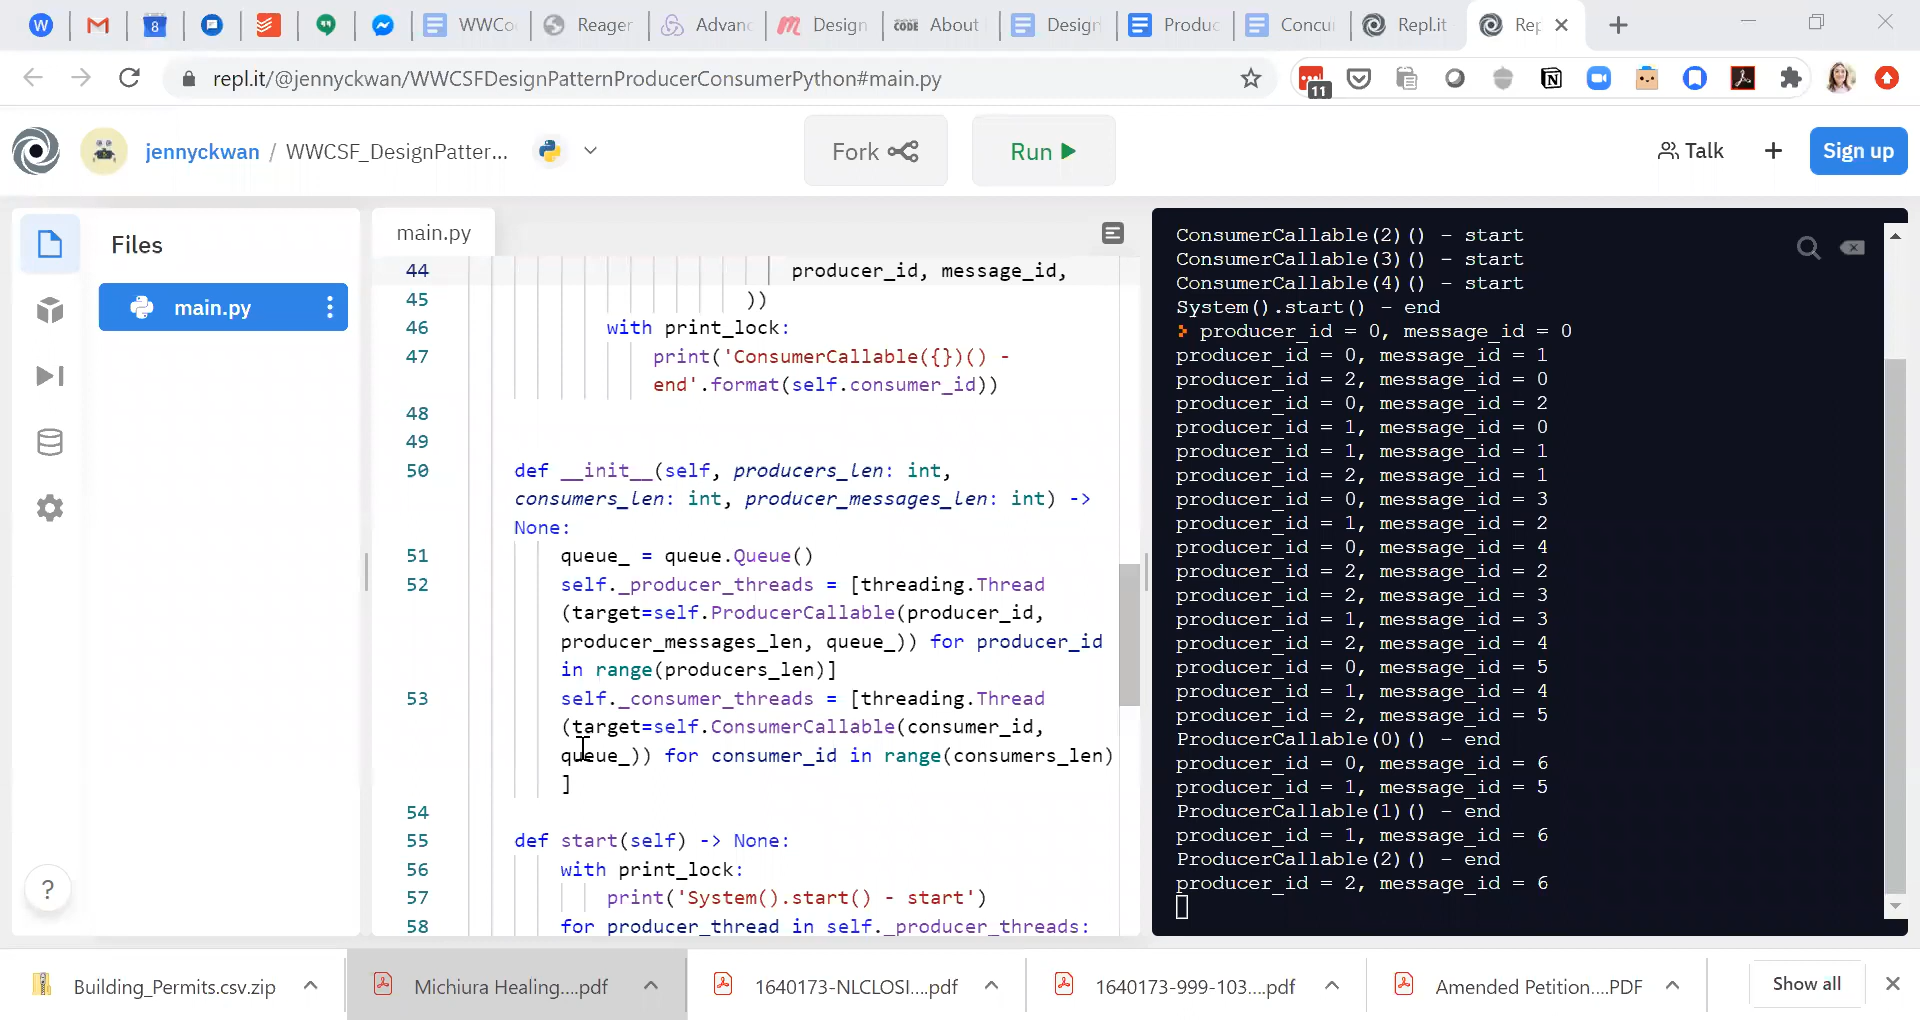 W
8
WWCo
Reager
Advan
Design
CODE
About
Design
Produc
Concu
Repl.it
Rep
repl.it/@jennyckwan/WWCSFDesignPatternProducerConsumerPython#main.py
11
jennyckwan / WWCSF_DesignPatter...
Fork
Run
Talk
+
Sign up
Files
main.py
main.py
44 producer_id, message_id,
45 ))
46 with print_lock:
47 print('ConsumerCallable({})() -
end'.format(self.consumer_id))
48
49
50 def __init__(self, producers_len: int,
consumers_len: int, producer_messages_len: int) ->
None:
51 queue_ = queue.Queue()
52 self._producer_threads = [threading.Thread
(target=self.ProducerCallable(producer_id,
producer_messages_len, queue_)) for producer_id
in range(producers_len)]
53 self._consumer_threads = [threading.Thread
(target=self.ConsumerCallable(consumer_id,
queue_)) for consumer_id in range(consumers_len)
]
54
55 def start(self) -> None:
56 with print_lock:
57 print('System().start() - start')
58 for producer_thread in self._producer_threads:
?
ConsumerCallable(2)() - start
ConsumerCallable(3)() - start
ConsumerCallable(4)() - start
System().start() - end
producer_id = 0, message_id = 0
producer_id = 0, message_id = 1
producer_id = 2, message_id = 0
producer_id = 0, message_id = 2
producer_id = 1, message_id = 0
producer_id = 1, message_id = 1
producer_id = 2, message_id = 1
producer_id = 0, message_id = 3
producer_id = 1, message_id = 2
producer_id = 0, message_id = 4
producer_id = 2, message_id = 2
producer_id = 2, message_id = 3
producer_id = 1, message_id = 3
producer_id = 2, message_id = 4
producer_id = 0, message_id = 5
producer_id = 1, message_id = 4
producer_id = 2, message_id = 5
ProducerCallable(0)() - end
producer_id = 0, message_id = 6
producer_id = 1, message_id = 5
ProducerCallable(1)() - end
producer_id = 1, message_id = 6
ProducerCallable(2)() - end
producer_id = 2, message_id = 6
Building_Permits.csv.zip
Michiura Healing....pdf
1640173-NLCLOSI....pdf
1640173-999-103....pdf
Amended Petition....PDF
Show all